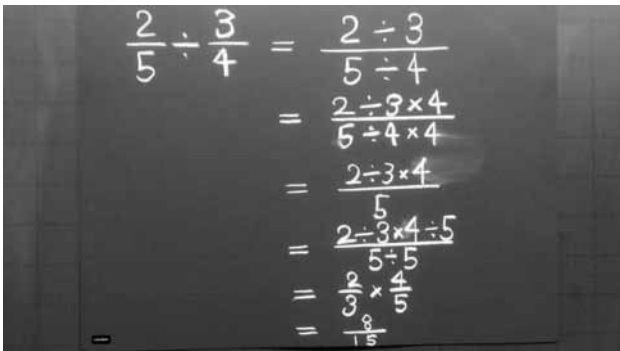 2/5 ÷ 3/4 = (2÷3)/(5÷4)
= (2÷3×4)/(5÷4×4)
= (2÷3×4)/5
= (2÷3×4÷5)/(5÷5)
= 2/3 × 4/5
= 8/15